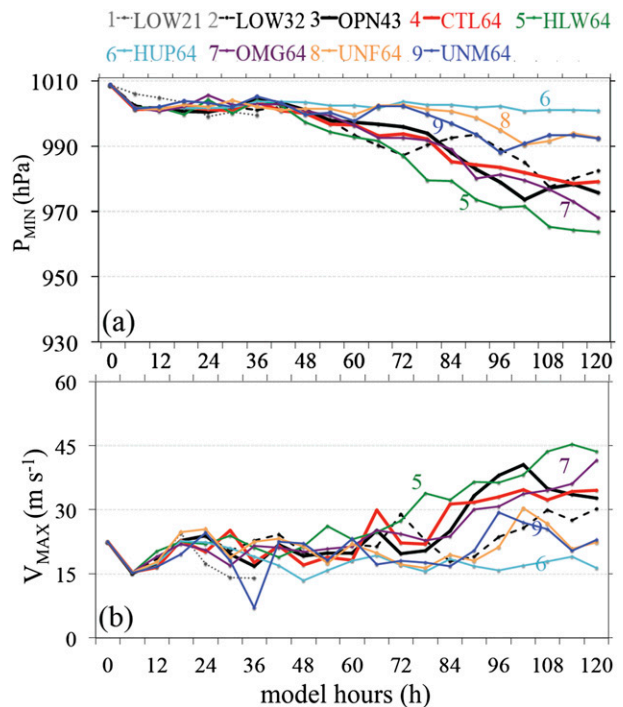 1 LOW21 2 LOW32 3 OPN43 4 CTL64 5 HLW64
6 HUP64 7 OMG64 8 UNF64 9 UNM64
1010
990
970
950
930
P_MIN (hPa)
6
8
9
5
7
(a)
0 12 24 36 48 60 72 84 96 108 120
60
45
30
15
0
V_MAX (m s⁻¹)
5
7
9
6
(b)
0 12 24 36 48 60 72 84 96 108 120
model hours (h)